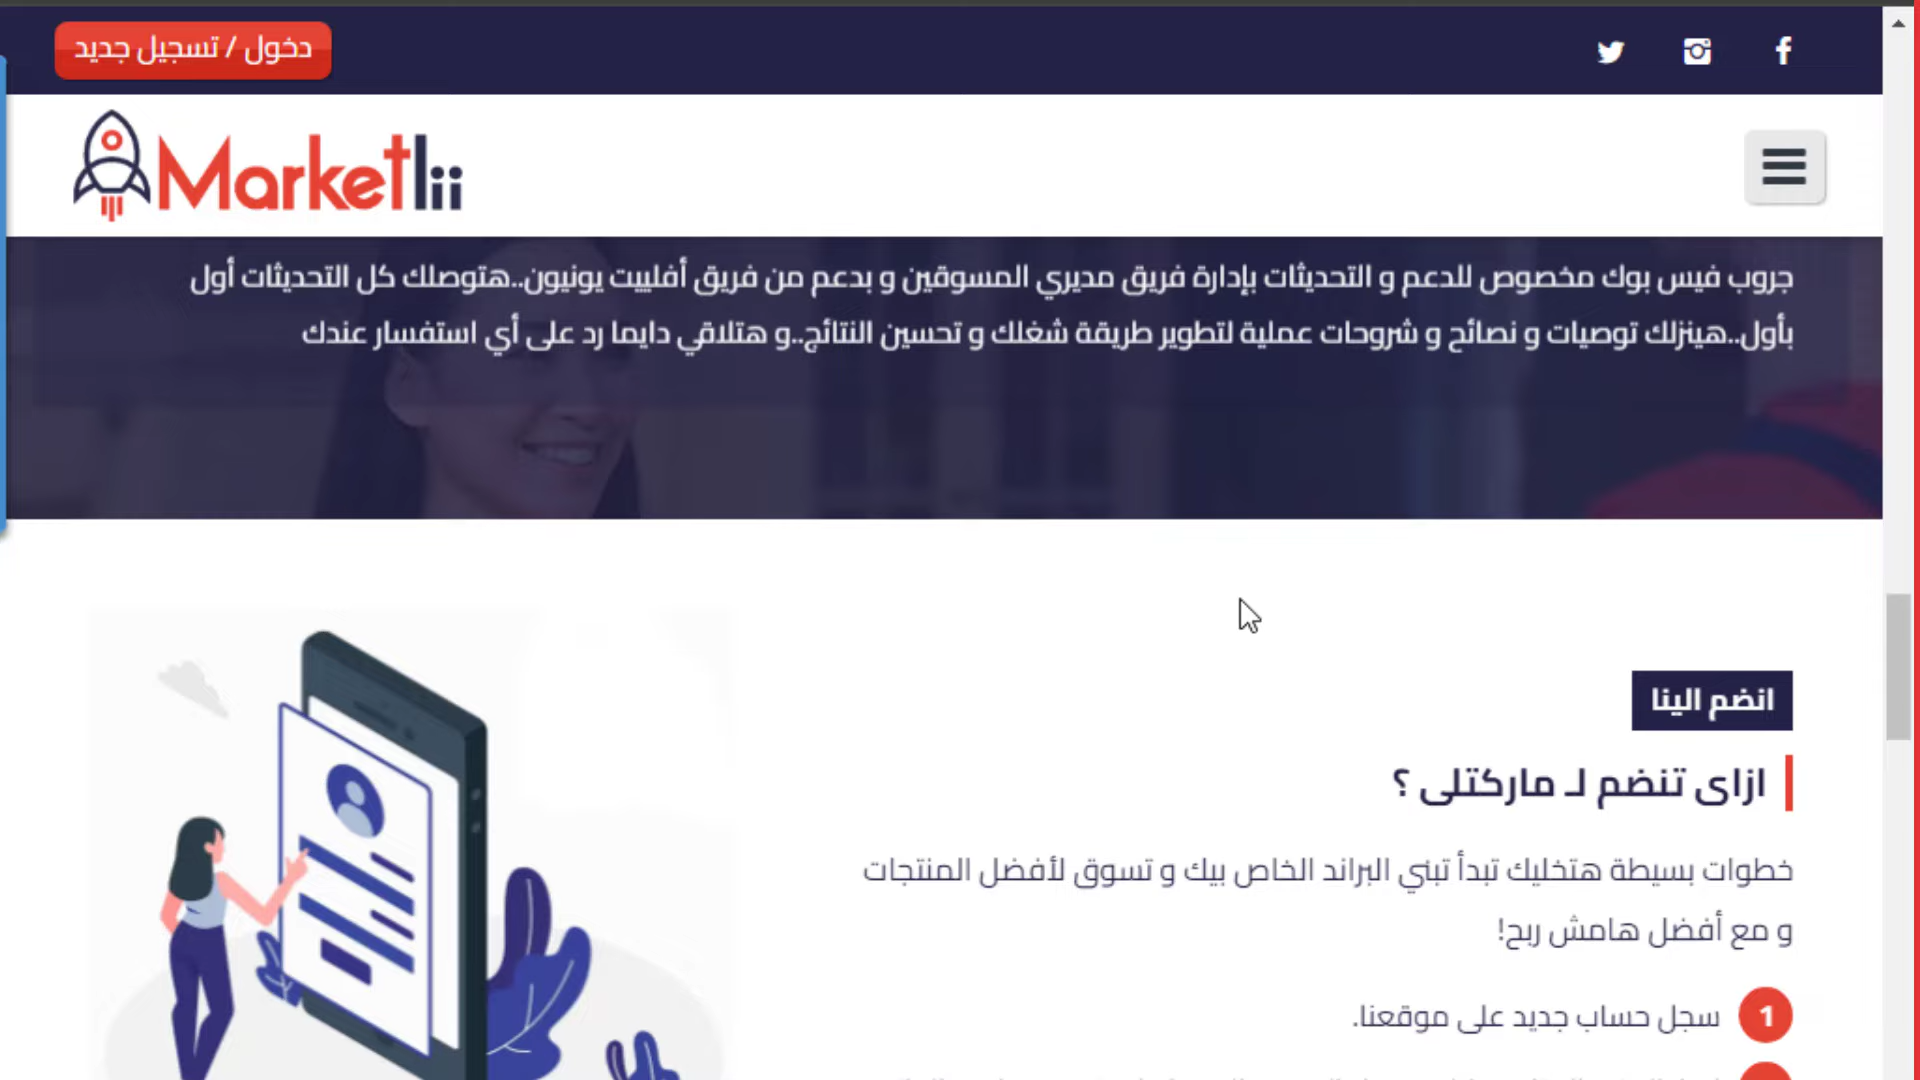 دخول / تسجيل جديد
Marketlii
جروب فيس بوك مخصوص للدعم و التحديثات بإدارة فريق مديري المسوقين و بدعم من فريق أفلييت يونيون..هتوصلك كل التحديثات أول
بأول..هينزلك توصيات و نصائح و شروحات عملية لتطوير طريقة شغلك و تحسين النتائج..و هتلاقي دايما رد على أي استفسار عندك
انضم الينا
ازاى تنضم لـ ماركتلى ؟
خطوات بسيطة هتخليك تبدأ تبني البراند الخاص بيك و تسوق لأفضل المنتجات
و مع أفضل هامش ربح!
1 سجل حساب جديد على موقعنا.